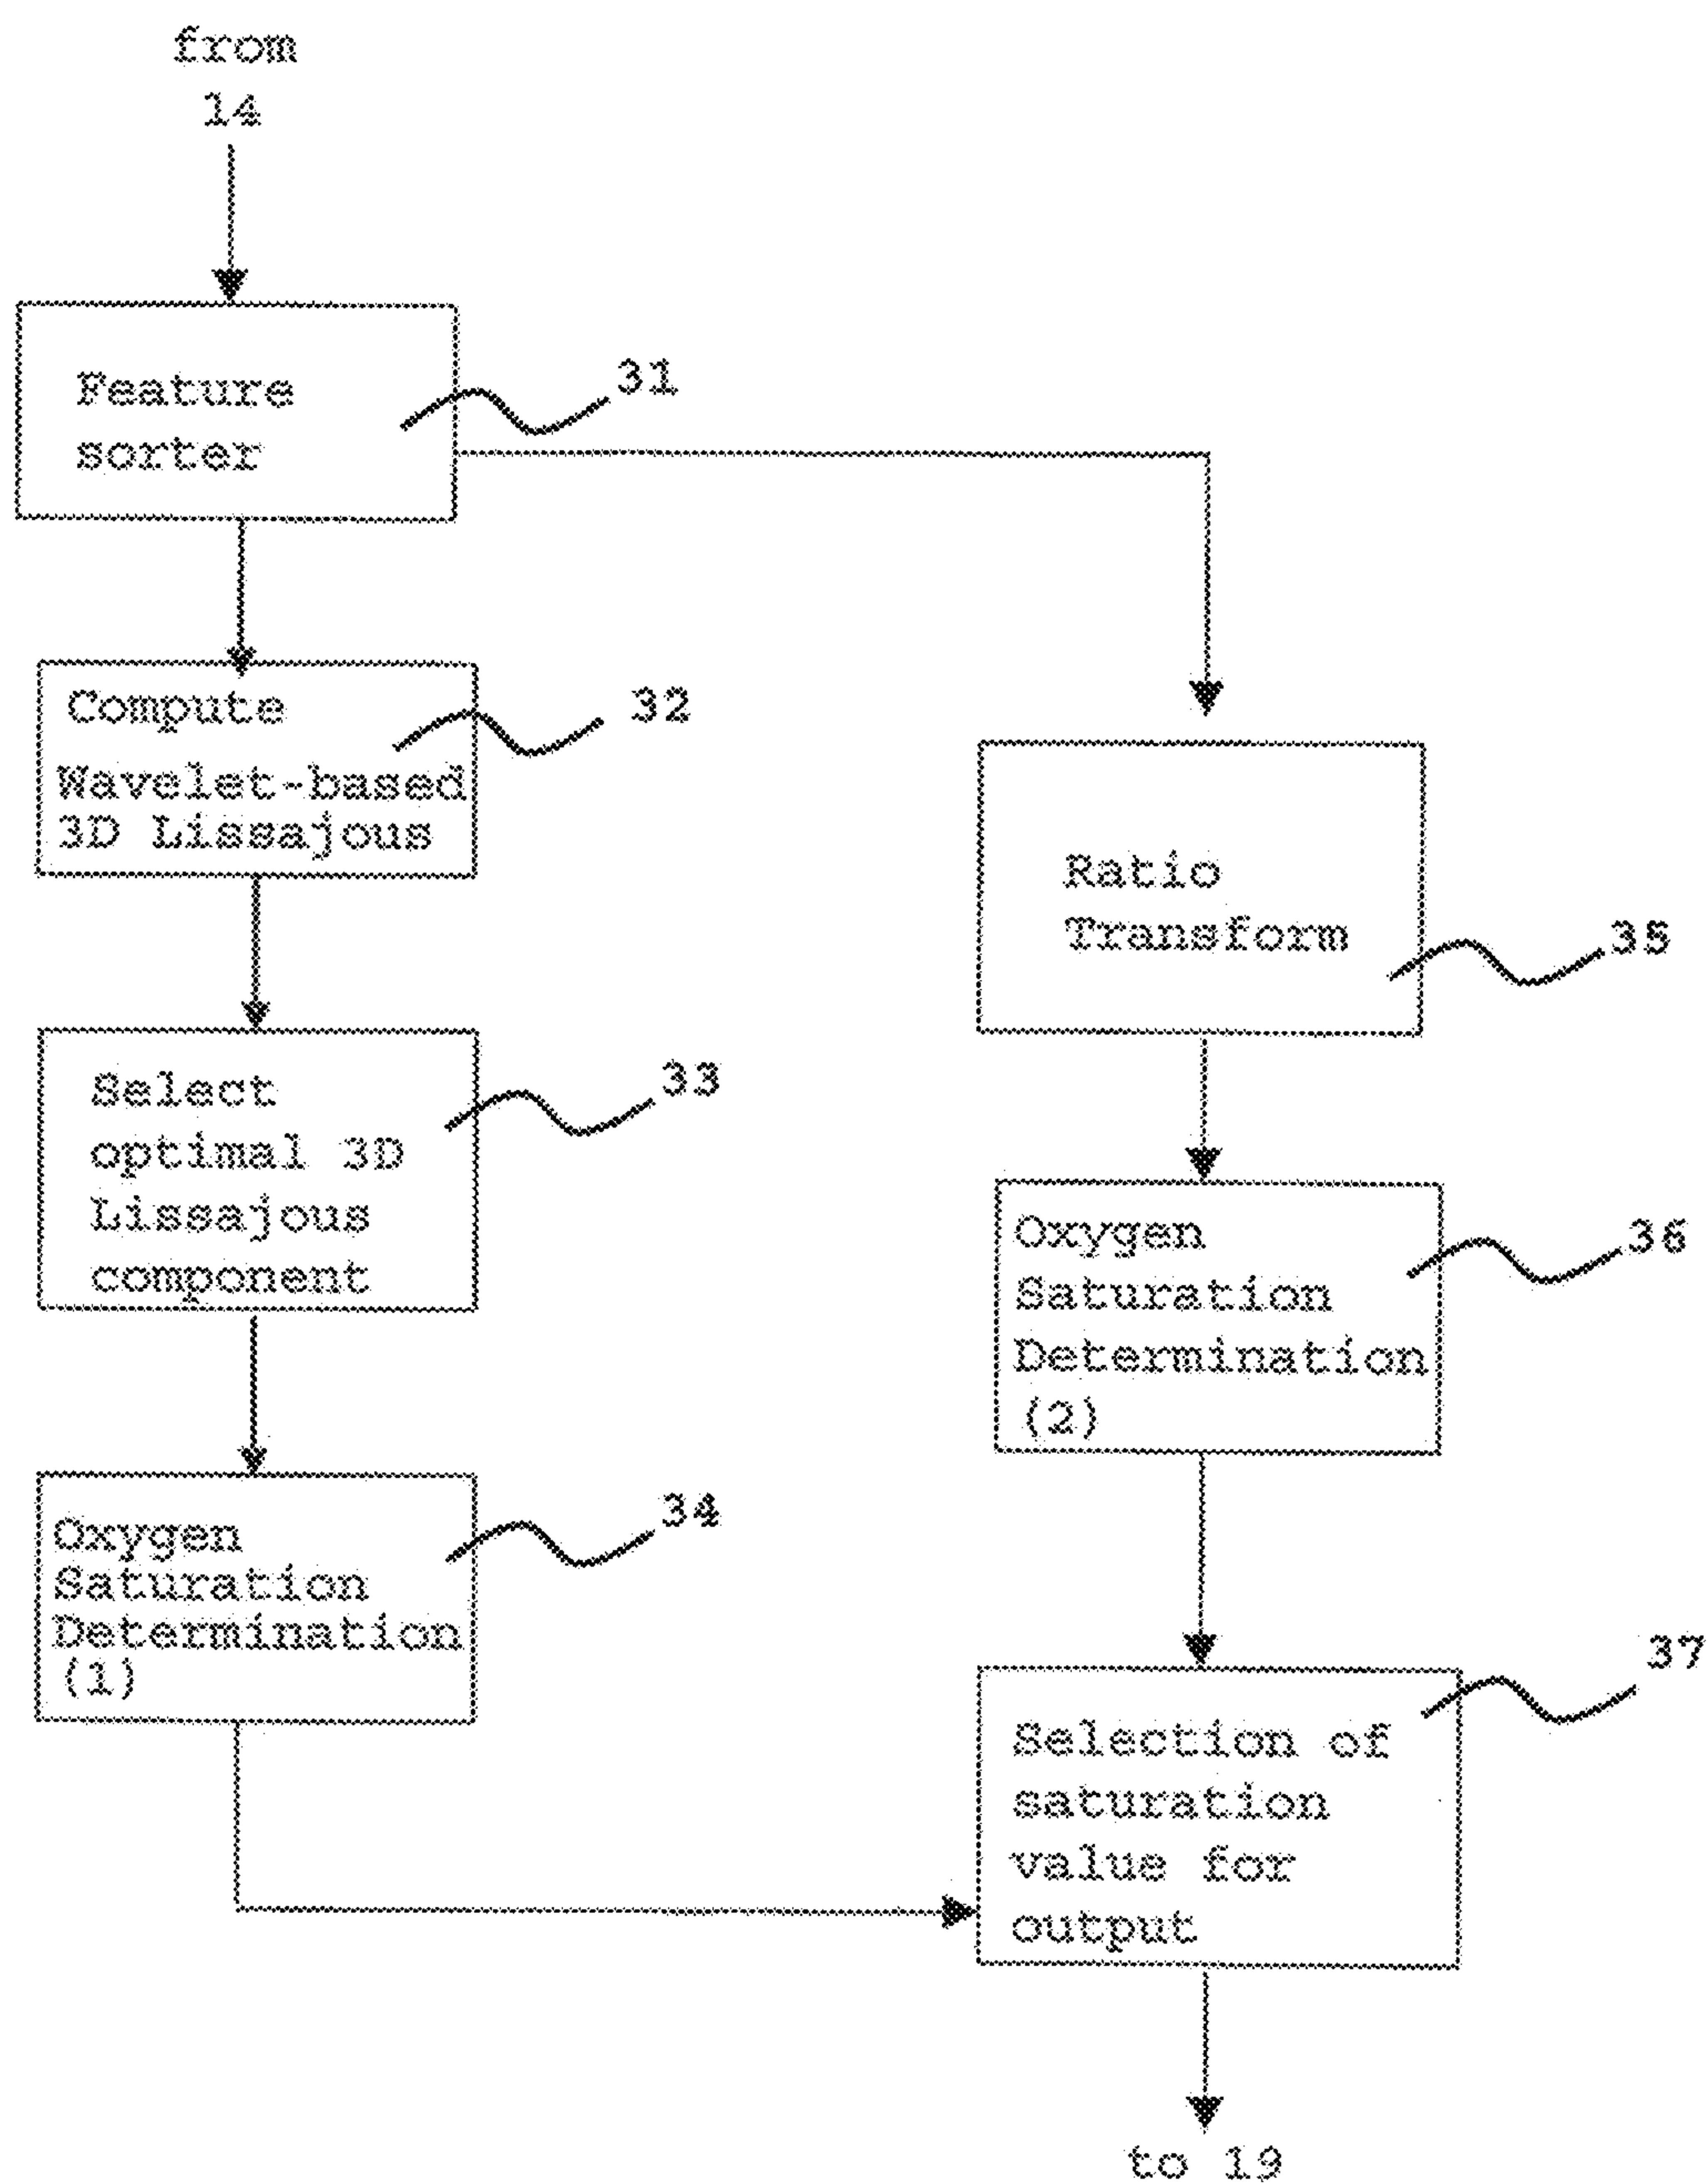 from
14
Feature
sorter
31
Compute
Wavelet-based
3D Lissajous
32
Select
optimal 3D
Lissajous
component
33
Oxygen
Saturation
Determination
(1)
34
Ratio
Transform
35
Oxygen
Saturation
Determination
(2)
36
Selection of
saturation
value for
output
37
to 19